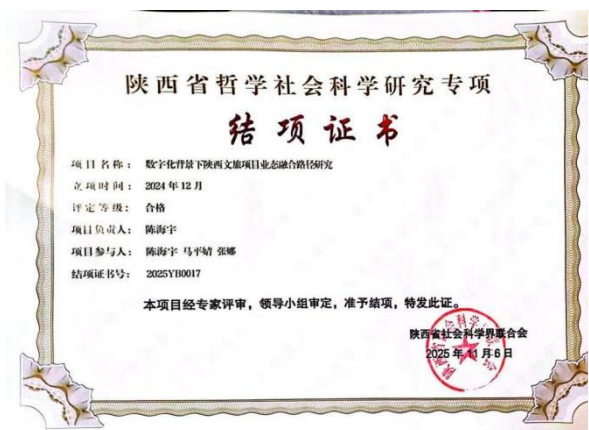 陕西省哲学社会科学研究专项
结项证书
项目名称：数字化背景下陕西文旅项目业态融合路径研究
立项时间：2024年12月
评定等级：合格
项目负责人：陈海宇
项目参与人：陈海宇 马平婧 张娜
结项证书号：2025YB0017
本项目经专家评审，领导小组审定，准予结项，特发此证。
陕西省社会科学界联合会
2025年11月6日